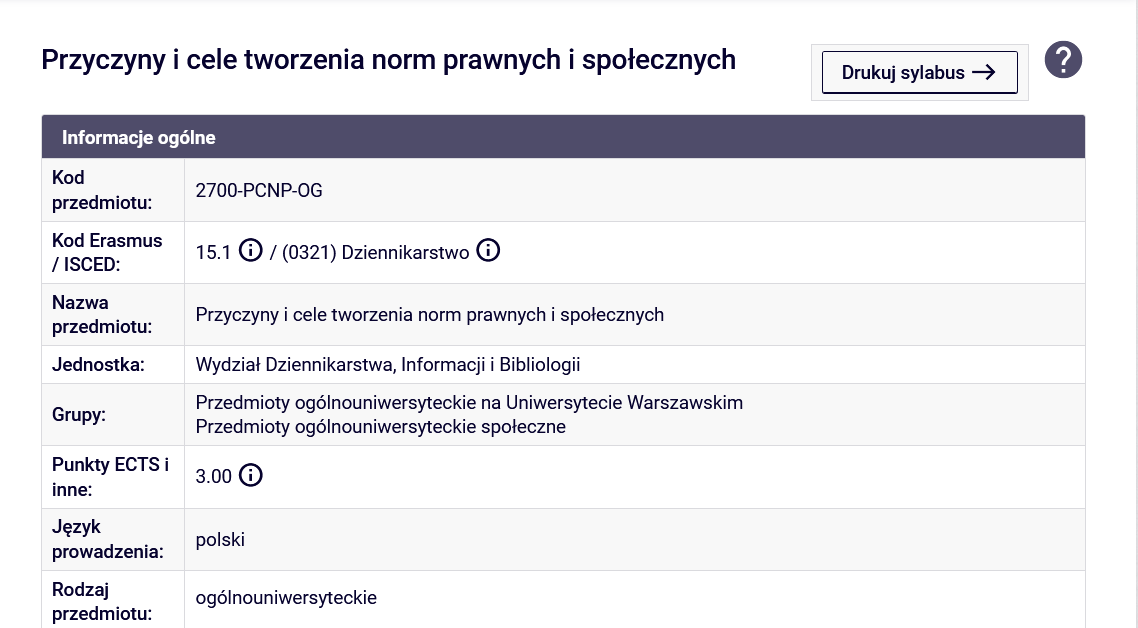 Przyczyny i cele tworzenia norm prawnych i społecznych
Drukuj sylabus →
?
Informacje ogólne
Kod
przedmiotu:
2700-PCNP-OG
Kod Erasmus
/ ISCED:
15.1 / (0321) Dziennikarstwo
Nazwa
przedmiotu:
Przyczyny i cele tworzenia norm prawnych i społecznych
Jednostka:
Wydział Dziennikarstwa, Informacji i Bibliologii
Grupy:
Przedmioty ogólnouniwersyteckie na Uniwersytecie Warszawskim
Przedmioty ogólnouniwersyteckie społeczne
Punkty ECTS i
inne:
3.00
Język
prowadzenia:
polski
Rodzaj
przedmiotu:
ogólnouniwersyteckie